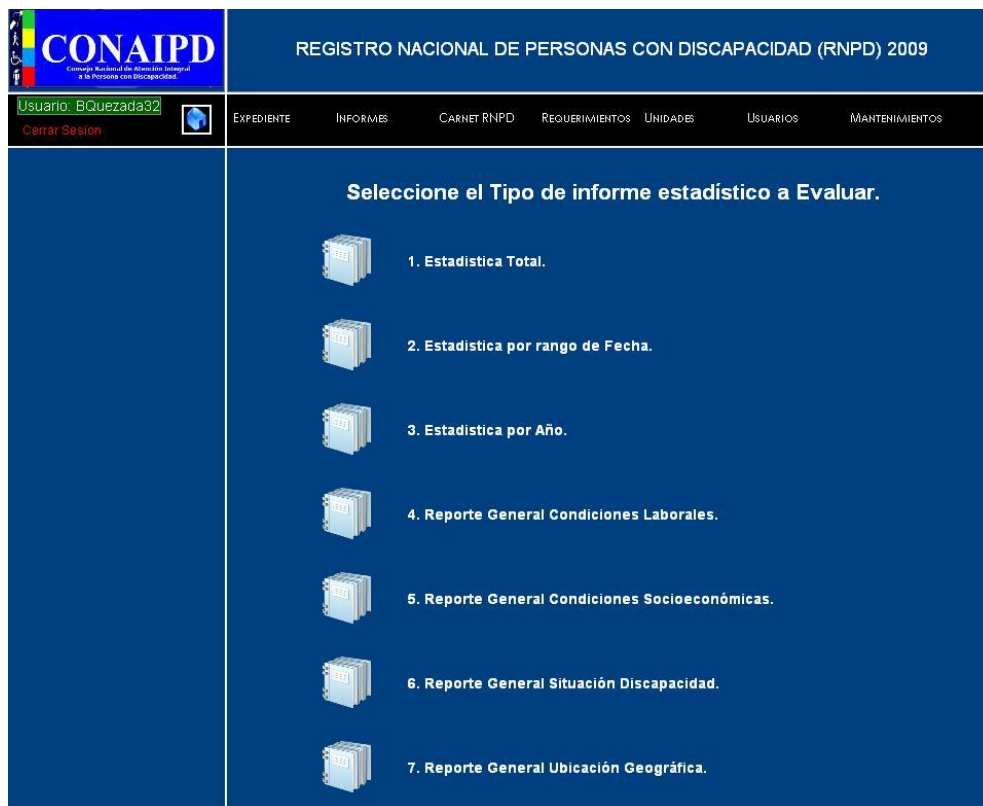 CONAIPD
Consejo Nacional de Atención Integral
a la Persona con Discapacidad.
REGISTRO NACIONAL DE PERSONAS CON DISCAPACIDAD (RNPD) 2009
Usuario: BQuezada32
Cerrar Sesion
EXPEDIENTE INFORMES CARNET RNPD REQUERIMIENTOS UNIDADES USUARIOS MANTENIMIENTOS
Seleccione el Tipo de informe estadístico a Evaluar.
1. Estadistica Total.
2. Estadistica por rango de Fecha.
3. Estadistica por Año.
4. Reporte General Condiciones Laborales.
5. Reporte General Condiciones Socioeconómicas.
6. Reporte General Situación Discapacidad.
7. Reporte General Ubicación Geográfica.